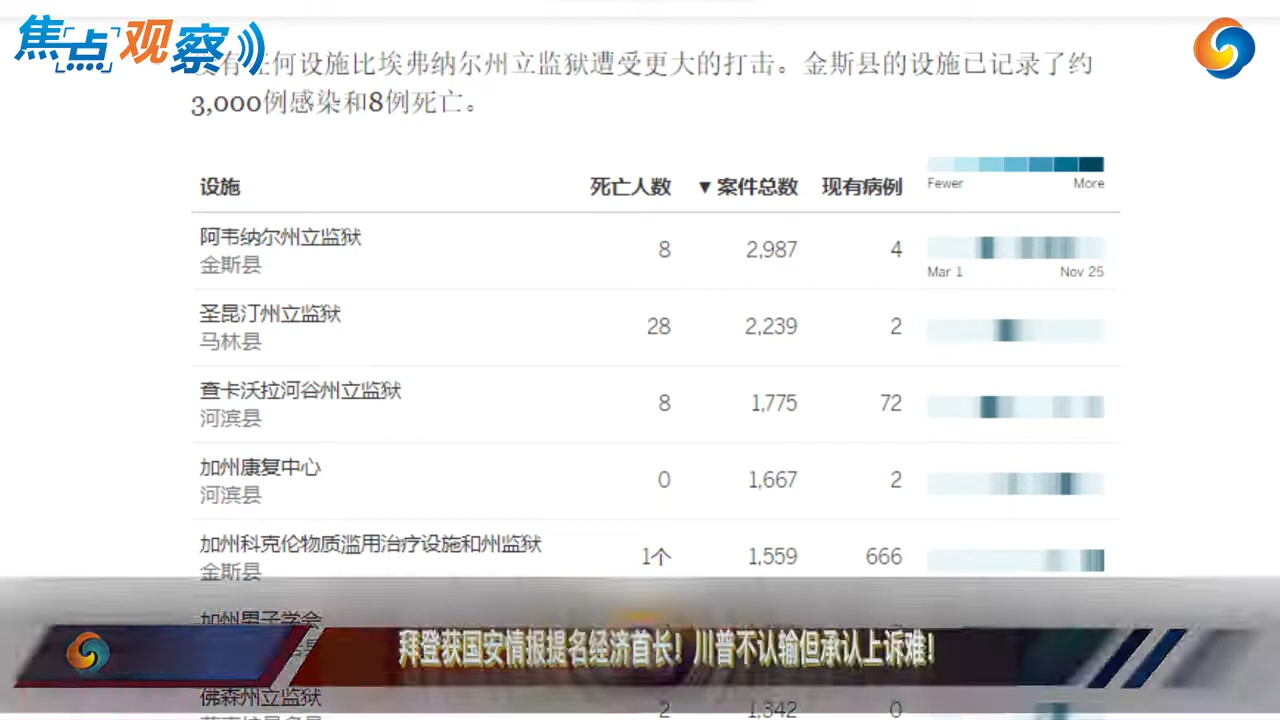 焦点观察
有任何设施比埃弗纳尔州立监狱遭受更大的打击。金斯县的设施已记录了约
3,000例感染和8例死亡。
设施 死亡人数 ▼ 案件总数 现有病例
Fewer More
阿韦纳尔州立监狱 8 2,987 4
金斯县
Mar 1 Nov 25
圣昆汀州立监狱 28 2,239 2
马林县
查卡沃拉河谷州立监狱 8 1,775 72
河滨县
加州康复中心 0 1,667 2
河滨县
加州科克伦物质滥用治疗设施和州监狱 1个 1,559 666
金斯县
加州男子学会
拜登获国安情报提名经济首长！川普不认输但承认上诉难！
佛森州立监狱 2 1,342 0